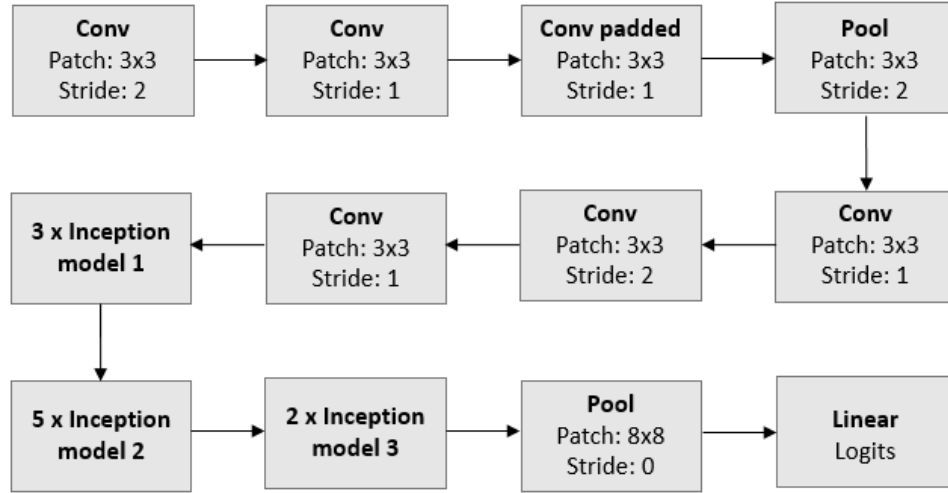 Conv
Patch: 3x3
Stride: 2
Conv
Patch: 3x3
Stride: 1
Conv padded
Patch: 3x3
Stride: 1
Pool
Patch: 3x3
Stride: 2
Conv
Patch: 3x3
Stride: 1
Conv
Patch: 3x3
Stride: 2
Conv
Patch: 3x3
Stride: 1
3 x Inception
model 1
5 x Inception
model 2
2 x Inception
model 3
Pool
Patch: 8x8
Stride: 0
Linear
Logits